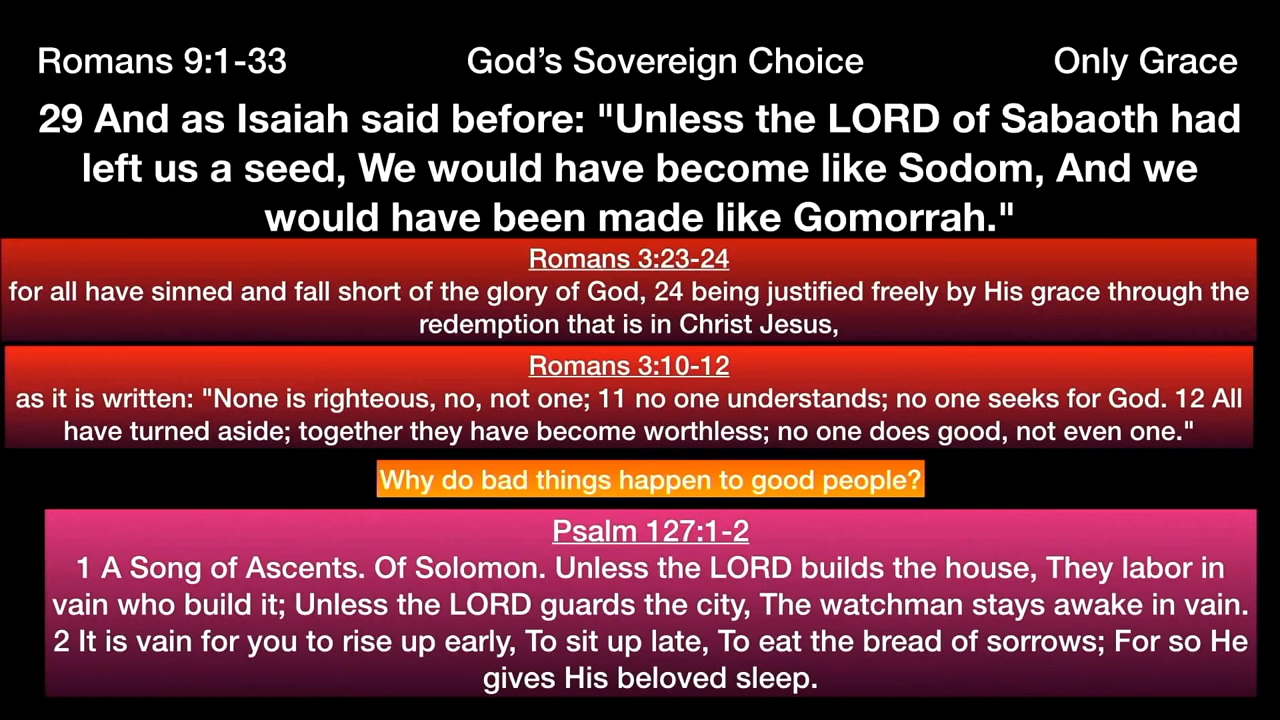 Romans 9:1-33 God’s Sovereign Choice Only Grace
29 And as Isaiah said before: "Unless the LORD of Sabaoth had
left us a seed, We would have become like Sodom, And we
would have been made like Gomorrah."
Romans 3:23-24
for all have sinned and fall short of the glory of God, 24 being justified freely by His grace through the
redemption that is in Christ Jesus,
Romans 3:10-12
as it is written: "None is righteous, no, not one; 11 no one understands; no one seeks for God. 12 All
have turned aside; together they have become worthless; no one does good, not even one."
Why do bad things happen to good people?
Psalm 127:1-2
1 A Song of Ascents. Of Solomon. Unless the LORD builds the house, They labor in
vain who build it; Unless the LORD guards the city, The watchman stays awake in vain.
2 It is vain for you to rise up early, To sit up late, To eat the bread of sorrows; For so He
gives His beloved sleep.